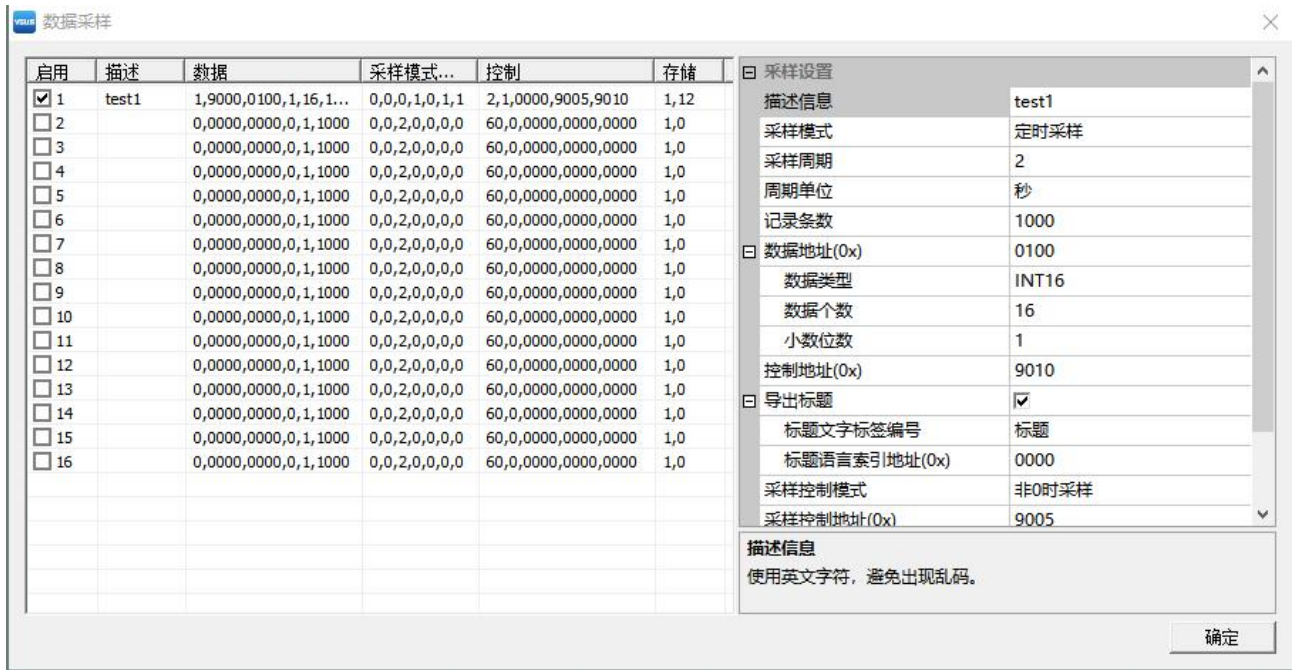 VGUS 数据采样
启用 描述 数据 采样模式... 控制 存储
1 test1 1,9000,0100,1,16,1... 0,0,0,1,0,1,1 2,1,0000,9005,9010 1,12
2 0,0000,0000,0,1,1000 0,0,2,0,0,0,0 60,0,0000,0000,0000 1,0
3 0,0000,0000,0,1,1000 0,0,2,0,0,0,0 60,0,0000,0000,0000 1,0
4 0,0000,0000,0,1,1000 0,0,2,0,0,0,0 60,0,0000,0000,0000 1,0
5 0,0000,0000,0,1,1000 0,0,2,0,0,0,0 60,0,0000,0000,0000 1,0
6 0,0000,0000,0,1,1000 0,0,2,0,0,0,0 60,0,0000,0000,0000 1,0
7 0,0000,0000,0,1,1000 0,0,2,0,0,0,0 60,0,0000,0000,0000 1,0
8 0,0000,0000,0,1,1000 0,0,2,0,0,0,0 60,0,0000,0000,0000 1,0
9 0,0000,0000,0,1,1000 0,0,2,0,0,0,0 60,0,0000,0000,0000 1,0
10 0,0000,0000,0,1,1000 0,0,2,0,0,0,0 60,0,0000,0000,0000 1,0
11 0,0000,0000,0,1,1000 0,0,2,0,0,0,0 60,0,0000,0000,0000 1,0
12 0,0000,0000,0,1,1000 0,0,2,0,0,0,0 60,0,0000,0000,0000 1,0
13 0,0000,0000,0,1,1000 0,0,2,0,0,0,0 60,0,0000,0000,0000 1,0
14 0,0000,0000,0,1,1000 0,0,2,0,0,0,0 60,0,0000,0000,0000 1,0
15 0,0000,0000,0,1,1000 0,0,2,0,0,0,0 60,0,0000,0000,0000 1,0
16 0,0000,0000,0,1,1000 0,0,2,0,0,0,0 60,0,0000,0000,0000 1,0
采样设置
描述信息 test1
采样模式 定时采样
采样周期 2
周期单位 秒
记录条数 1000
数据地址(0x) 0100
数据类型 INT16
数据个数 16
小数位数 1
控制地址(0x) 9010
导出标题
标题文字标签编号 标题
标题语言索引地址(0x) 0000
采样控制模式 非0时采样
采样控制地址(0x) 9005
描述信息
使用英文字符，避免出现乱码。
确定